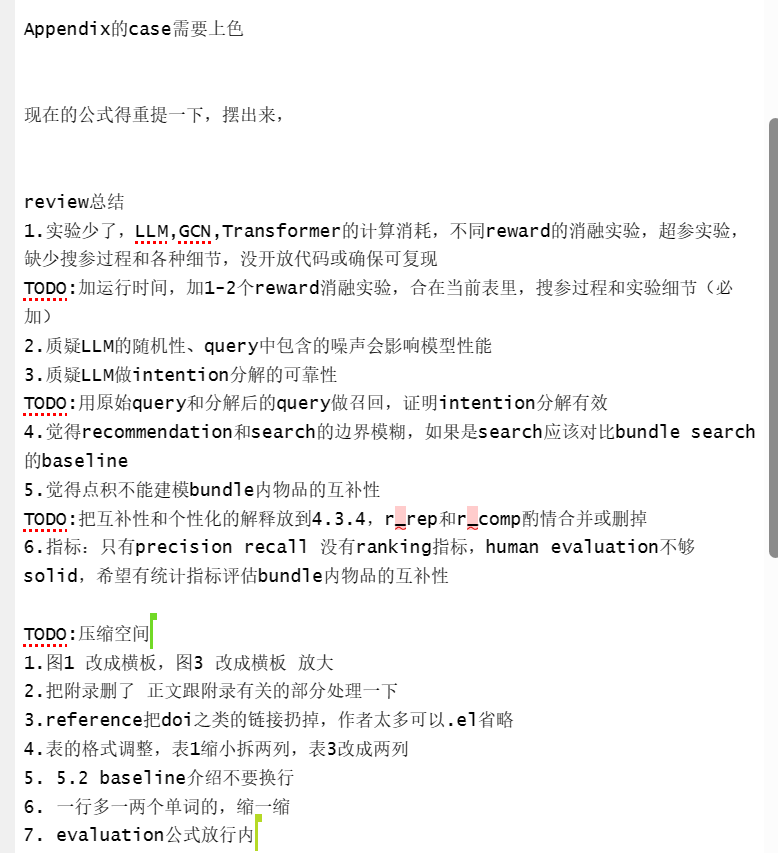 Appendix的case需要上色
现在的公式得重提一下，摆出来，
review总结
1.实验少了，LLM,GCN,Transformer的计算消耗，不同reward的消融实验，超参实验，
缺少搜参过程和各种细节，没开放代码或确保可复现
TODO:加运行时间，加1-2个reward消融实验，合在当前表里，搜参过程和实验细节（必
加）
2.质疑LLM的随机性、query中包含的噪声会影响模型性能
3.质疑LLM做intention分解的可靠性
TODO:用原始query和分解后的query做召回，证明intention分解有效
4.觉得recommendation和search的边界模糊，如果是search应该对比bundle search
的baseline
5.觉得点积不能建模bundle内物品的互补性
TODO:把互补性和个性化的解释放到4.3.4，r_rep和r_comp酌情合并或删掉
6.指标：只有precision recall 没有ranking指标，human evaluation不够
solid，希望有统计指标评估bundle内物品的互补性
TODO:压缩空间
1.图1 改成横板，图3 改成横板 放大
2.把附录删了 正文跟附录有关的部分处理一下
3.reference把doi之类的链接扔掉，作者太多可以.el省略
4.表的格式调整，表1缩小拆两列，表3改成两列
5. 5.2 baseline介绍不要换行
6. 一行多一两个单词的，缩一缩
7. evaluation公式放行内